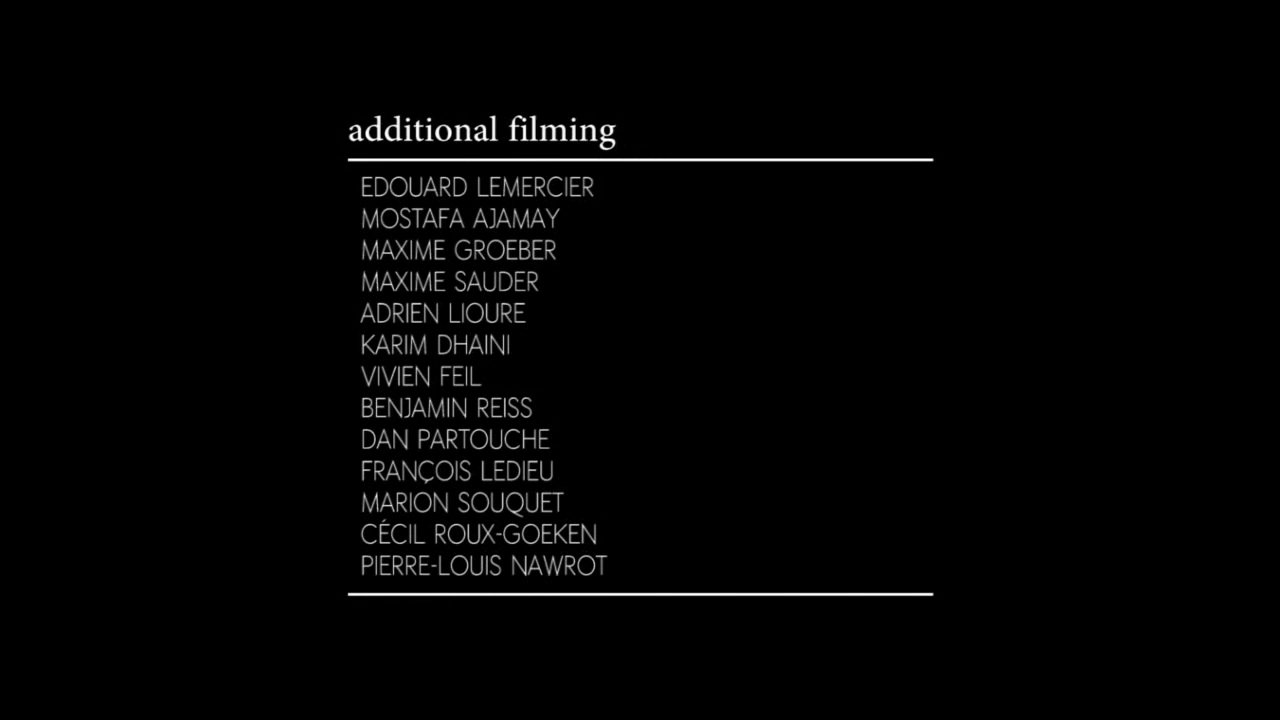 additional filming
EDOUARD LEMERCIER
MOSTAFA AJAMAY
MAXIME GROEBER
MAXIME SAUDER
ADRIEN LIOURE
KARIM DHAINI
VIVIEN FEIL
BENJAMIN REISS
DAN PARTOUCHE
FRANÇOIS LEDIEU
MARION SOUQUET
CÉCIL ROUX-GOEKEN
PIERRE-LOUIS NAWROT